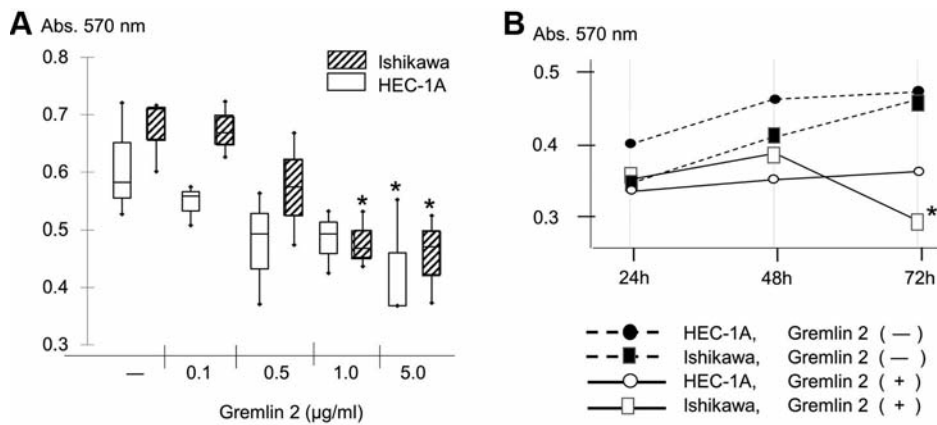 A
Abs. 570 nm
Ishikawa
HEC-1A
0.8
0.7
0.6
0.5
0.4
0.3
*
*
*
— 0.1 0.5 1.0 5.0
Gremlin 2 (µg/ml)
B
Abs. 570 nm
0.5
0.4
0.3
*
24h 48h 72h
HEC-1A, Gremlin 2 ( — )
Ishikawa, Gremlin 2 ( — )
HEC-1A, Gremlin 2 ( + )
Ishikawa, Gremlin 2 ( + )